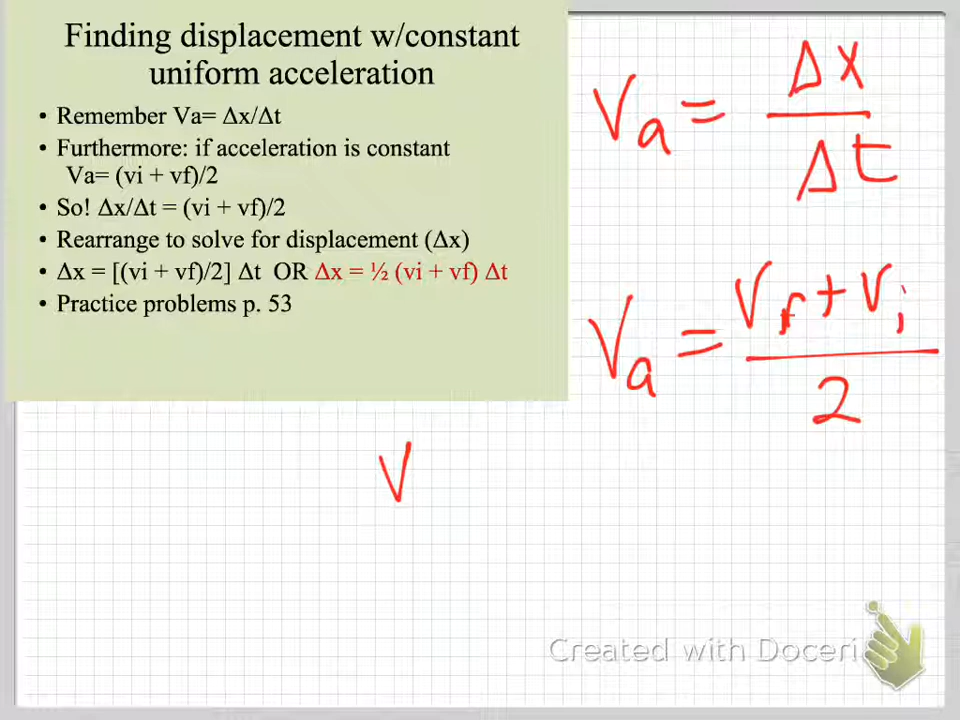 Finding displacement w/constant
uniform acceleration
• Remember Va= Δx/Δt
• Furthermore: if acceleration is constant
Va= (vi + vf)/2
• So! Δx/Δt = (vi + vf)/2
• Rearrange to solve for displacement (Δx)
• Δx = [(vi + vf)/2] Δt OR Δx = ½ (vi + vf) Δt
• Practice problems p. 53
Va = Δx
Δt
Va = Vf + Vi
2
V
Created with Doceri